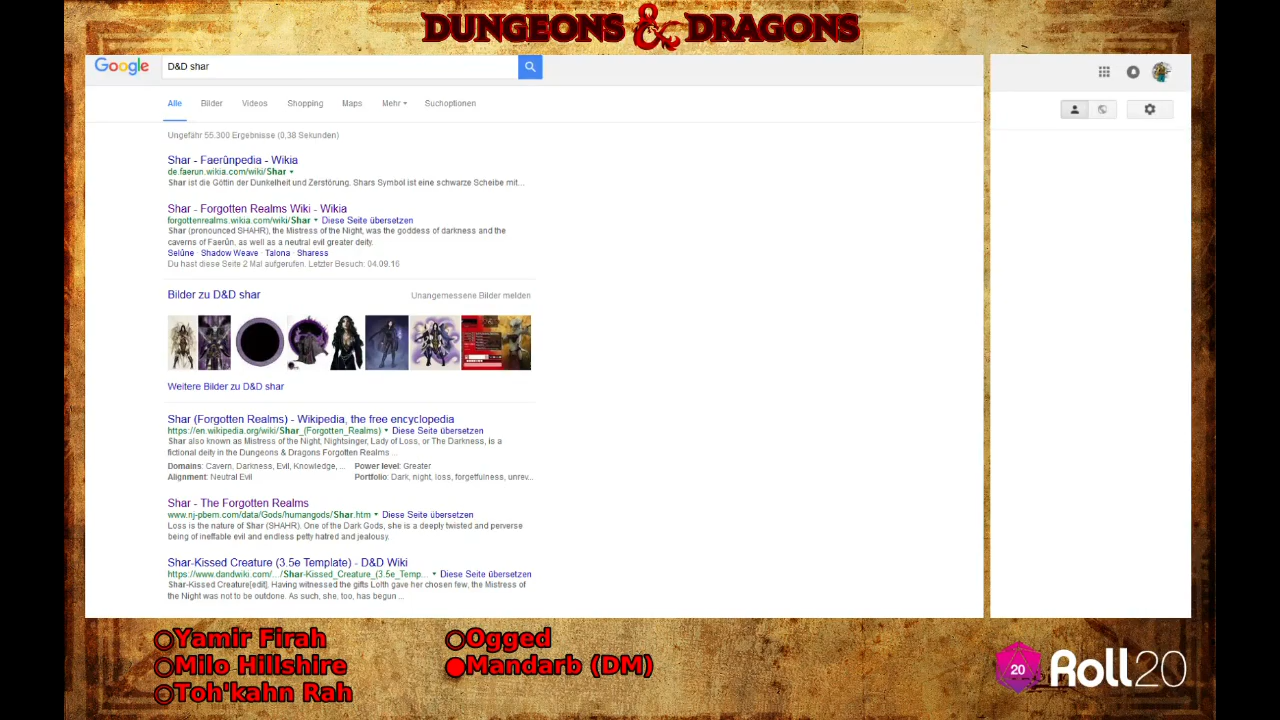 DUNGEONS & DRAGONS
Google
D&D shar
Alle Bilder Videos Shopping Maps Mehr Suchoptionen
Ungefähr 55.300 Ergebnisse (0,38 Sekunden)
Shar - Faerûnpedia - Wikia
de.faerun.wikia.com/wiki/Shar
Shar ist die Göttin der Dunkelheit und Zerstörung. Shars Symbol ist eine schwarze Scheibe mit...
Shar - Forgotten Realms Wiki - Wikia
forgottenrealms.wikia.com/wiki/Shar Diese Seite übersetzen
Shar (pronounced SHAHR), the Mistress of the Night, was the goddess of darkness and the
caverns of Faerûn, as well as a neutral evil greater deity.
Selûne · Shadow Weave · Talona · Sharess
Du hast diese Seite 2 Mal aufgerufen. Letzter Besuch: 04.09.16
Bilder zu D&D shar Unangemessene Bilder melden
Weitere Bilder zu D&D shar
Shar (Forgotten Realms) - Wikipedia, the free encyclopedia
https://en.wikipedia.org/wiki/Shar_(Forgotten_Realms) Diese Seite übersetzen
Shar also known as Mistress of the Night, Nightsinger, Lady of Loss, or The Darkness, is a
fictional deity in the Dungeons & Dragons Forgotten Realms ...
Domains: Cavern, Darkness, Evil, Knowledge, ... Power level: Greater
Alignment: Neutral Evil Portfolio: Dark, night, loss, forgetfulness, unrev...
Shar - The Forgotten Realms
www.nj-pbem.com/data/Gods/humangods/Shar.htm Diese Seite übersetzen
Loss is the nature of Shar (SHAHR). One of the Dark Gods, she is a deeply twisted and perverse
being of ineffable evil and endless petty hatred and jealousy.
Shar-Kissed Creature (3.5e Template) - D&D Wiki
https://www.dandwiki.com/.../Shar-Kissed_Creature_(3.5e_Temp... Diese Seite übersetzen
Shar-Kissed Creature[edit]. Having witnessed the gifts Lolth gave her chosen few, the Mistress of
the Night was not to be outdone. As such, she, too, has begun ...
Yamir Firah
Milo Hillshire
Toh'kahn Rah
Ogged
Mandarb (DM)
20
Roll20